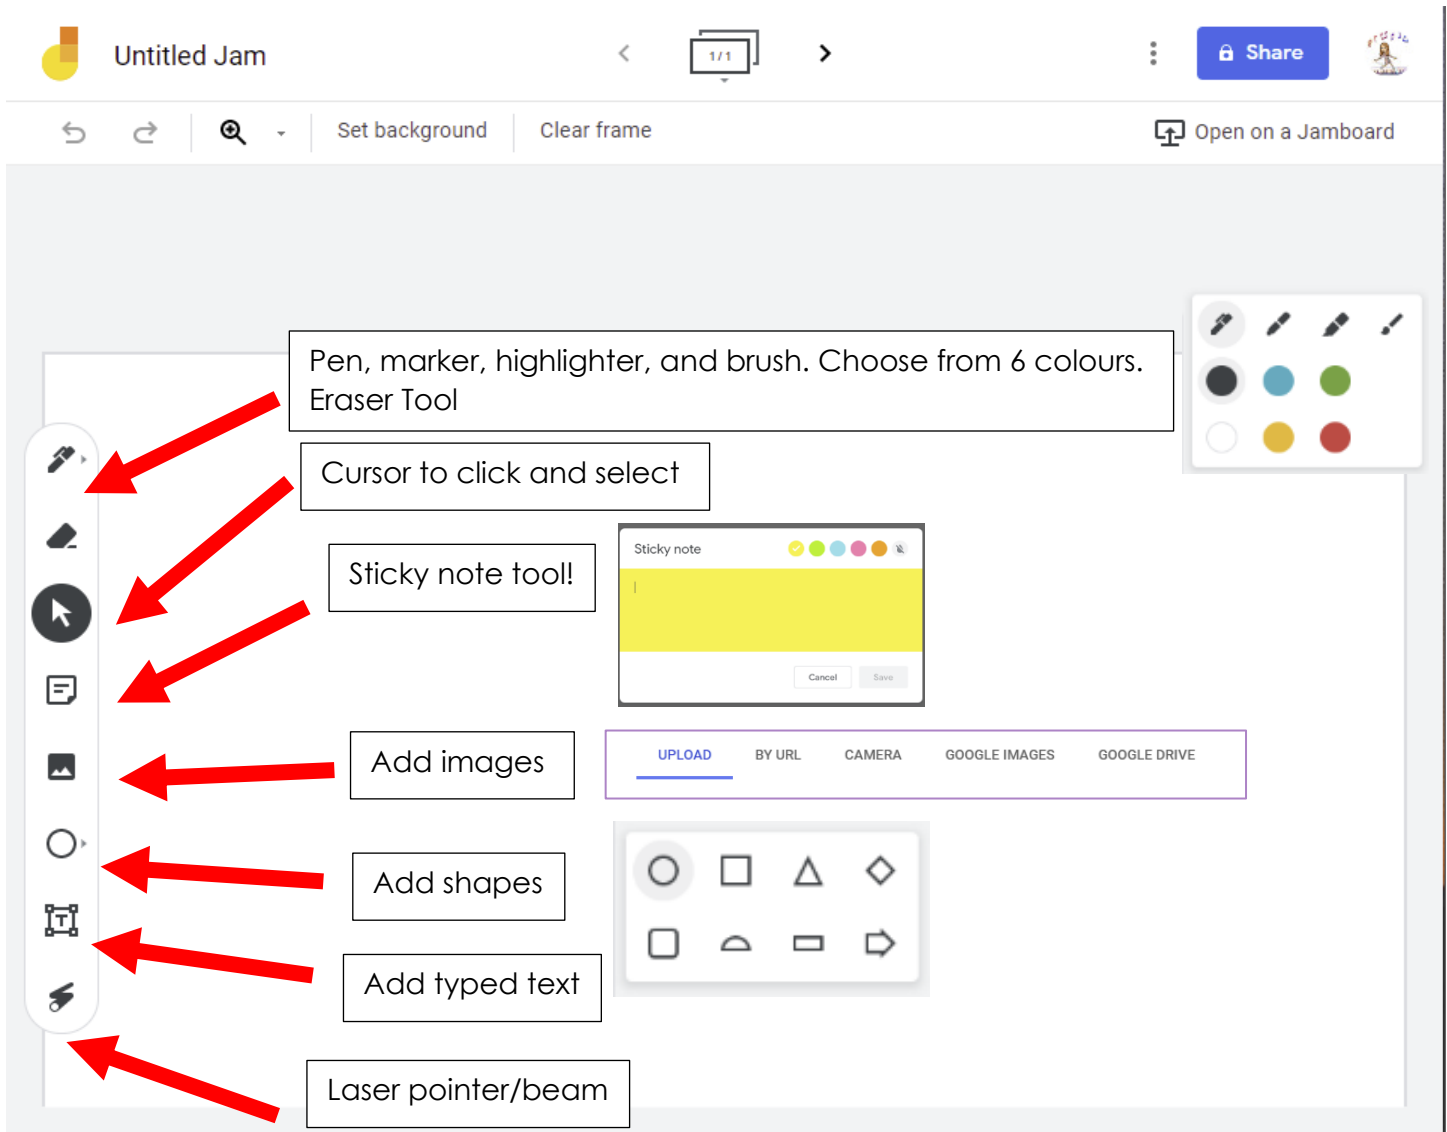 Untitled Jam
1/1
Share
Set background
Clear frame
Open on a Jamboard
Pen, marker, highlighter, and brush. Choose from 6 colours.
Eraser Tool
Cursor to click and select
Sticky note tool!
Sticky note
Cancel
Save
Add images
UPLOAD
BY URL
CAMERA
GOOGLE IMAGES
GOOGLE DRIVE
Add shapes
T
Add typed text
Laser pointer/beam